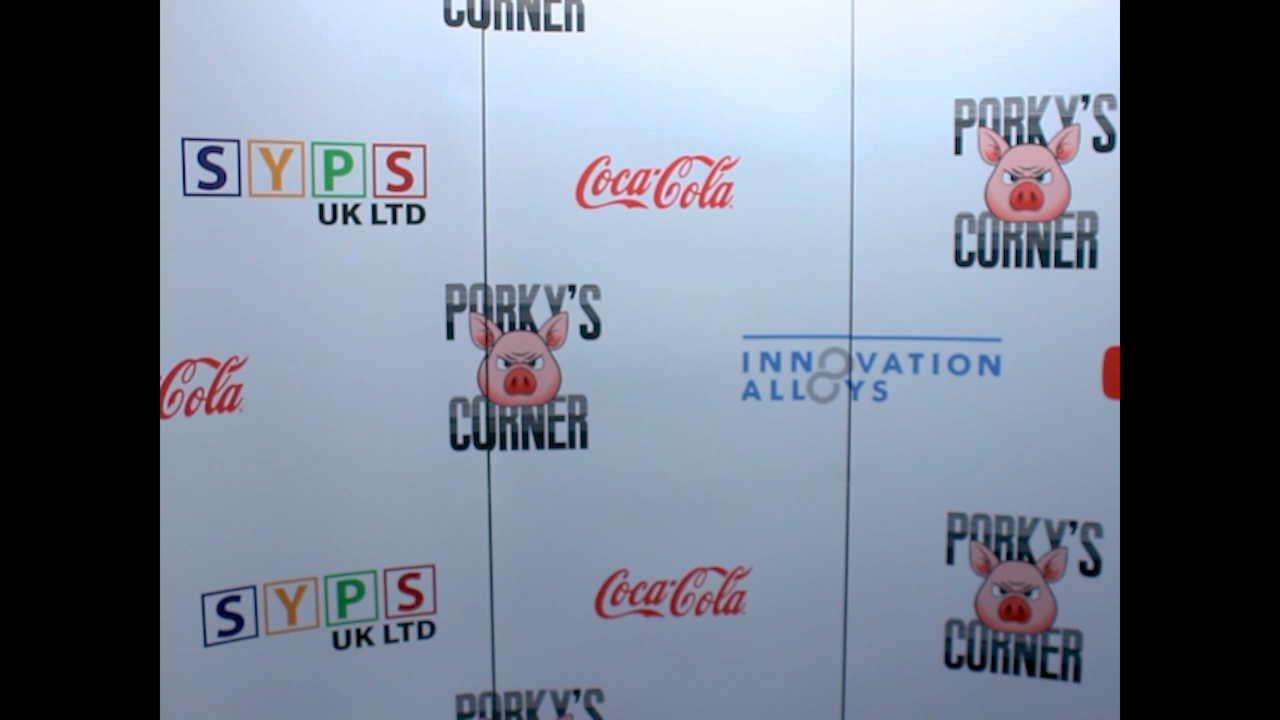 CORNER
SYPS
UK LTD
Coca-Cola
PORKY'S
CORNER
PORKY'S
CORNER
INNOVATION
ALLOYS
Cola
SYPS
UK LTD
Coca-Cola
PORKY'S
CORNER
PORKY'S